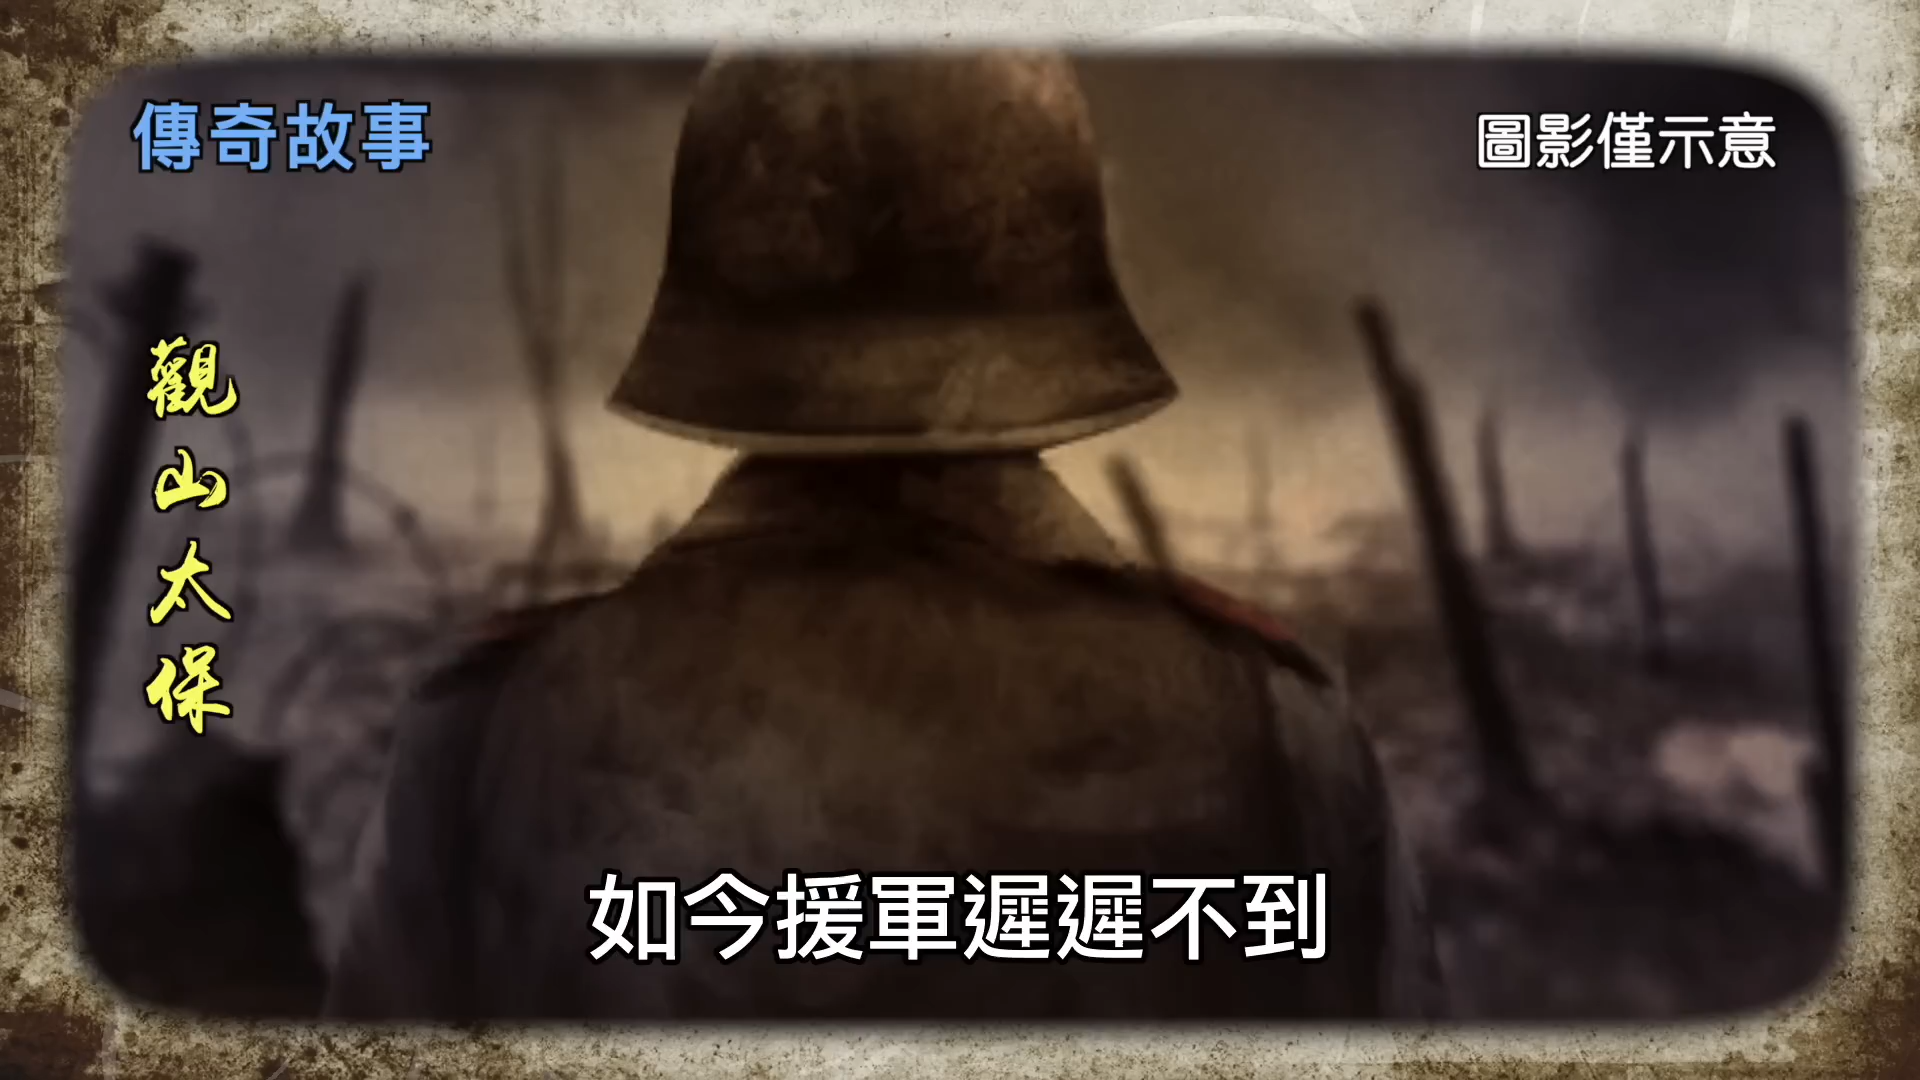 傳奇故事
圖影僅示意
觀山太保
如今援軍遲遲不到